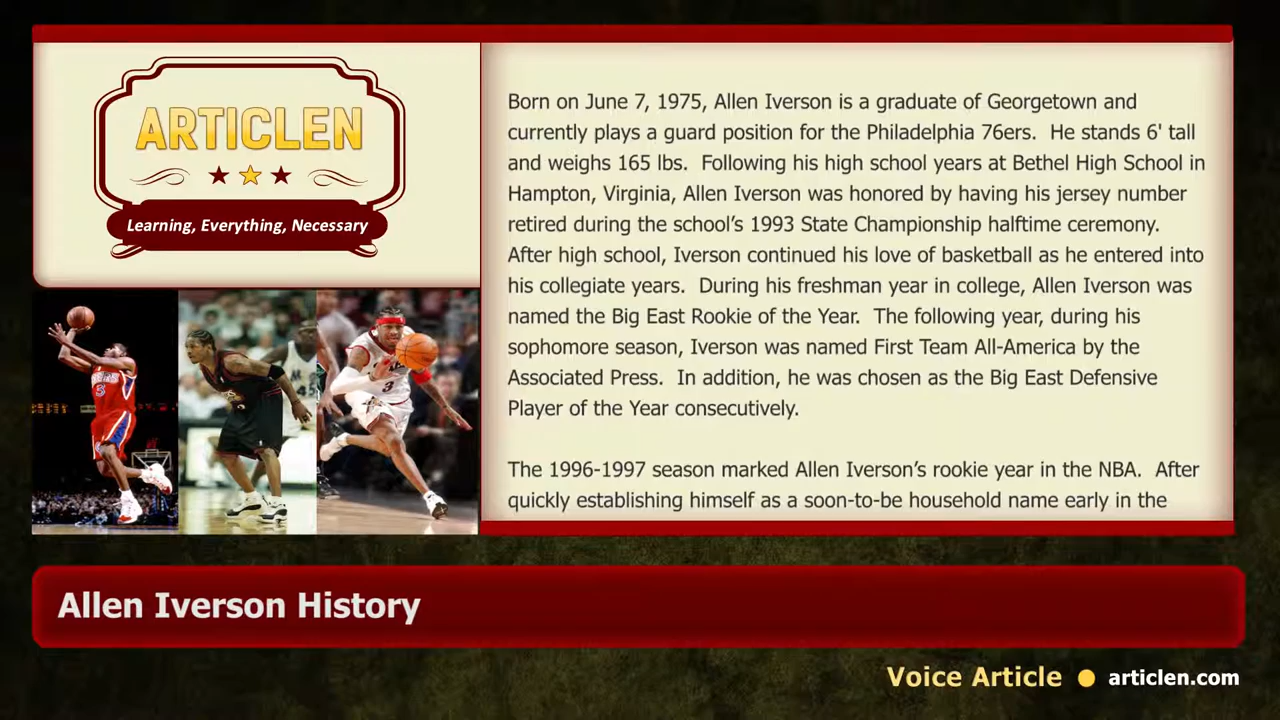 ARTICLEN
Learning, Everything, Necessary
Born on June 7, 1975, Allen Iverson is a graduate of Georgetown and
currently plays a guard position for the Philadelphia 76ers.  He stands 6' tall
and weighs 165 lbs.  Following his high school years at Bethel High School in
Hampton, Virginia, Allen Iverson was honored by having his jersey number
retired during the school’s 1993 State Championship halftime ceremony.
After high school, Iverson continued his love of basketball as he entered into
his collegiate years.  During his freshman year in college, Allen Iverson was
named the Big East Rookie of the Year.  The following year, during his
sophomore season, Iverson was named First Team All-America by the
Associated Press.  In addition, he was chosen as the Big East Defensive
Player of the Year consecutively.
The 1996-1997 season marked Allen Iverson’s rookie year in the NBA.  After
quickly establishing himself as a soon-to-be household name early in the
3
Allen Iverson History
Voice Article ● articlen.com